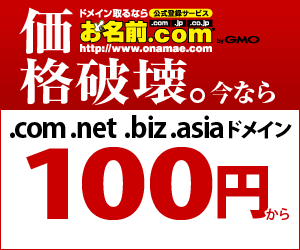 価
格破壊。今なら
ドメイン取るなら 公式登録サービス
.com .jp .co.jp
お名前.com by GMO
http://www.onamae.com
.com .net .biz .asiaドメイン
100円から